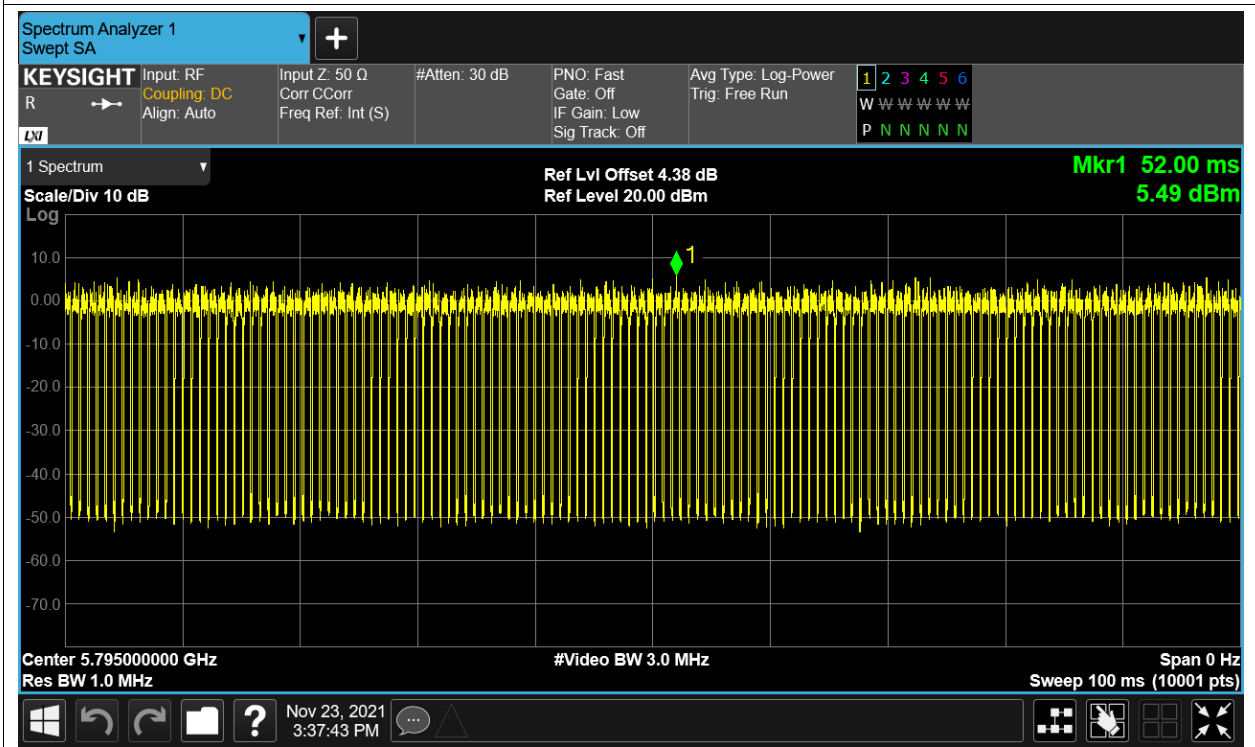 Spectrum Analyzer 1
Swept SA
KEYSIGHT
R
LXI
Input: RF
Coupling: DC
Align: Auto
Input Z: 50 Ω
Corr CCorr
Freq Ref: Int (S)
#Atten: 30 dB
PNO: Fast
Gate: Off
IF Gain: Low
Sig Track: Off
Avg Type: Log-Power
Trig: Free Run
1 2 3 4 5 6
W W W W W W
P N N N N N
1 Spectrum
Scale/Div 10 dB
Log
Ref Lvl Offset 4.38 dB
Ref Level 20.00 dBm
Mkr1 52.00 ms
5.49 dBm
1
10.0
0.00
-10.0
-20.0
-30.0
-40.0
-50.0
-60.0
-70.0
Center 5.795000000 GHz
Res BW 1.0 MHz
#Video BW 3.0 MHz
Span 0 Hz
Sweep 100 ms (10001 pts)
?
Nov 23, 2021
3:37:43 PM